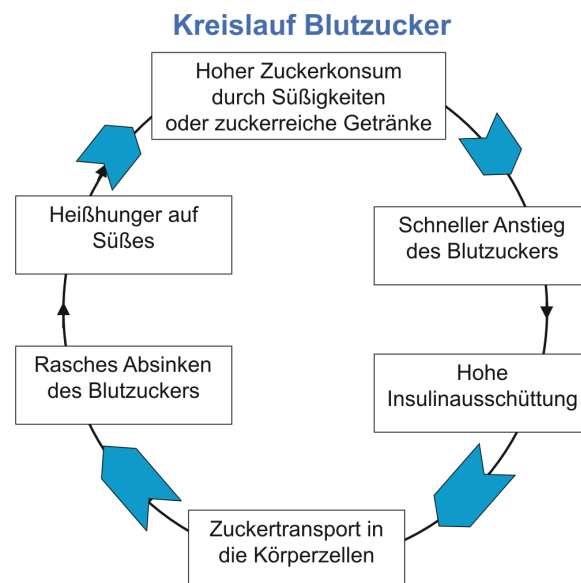 Kreislauf Blutzucker
Hoher Zuckerkonsum
durch Süßigkeiten
oder zuckerreiche Getränke
Schneller Anstieg
des Blutzuckers
Hohe
Insulinausschüttung
Zuckertransport in
die Körperzellen
Rasches Absinken
des Blutzuckers
Heißhunger auf
Süßes